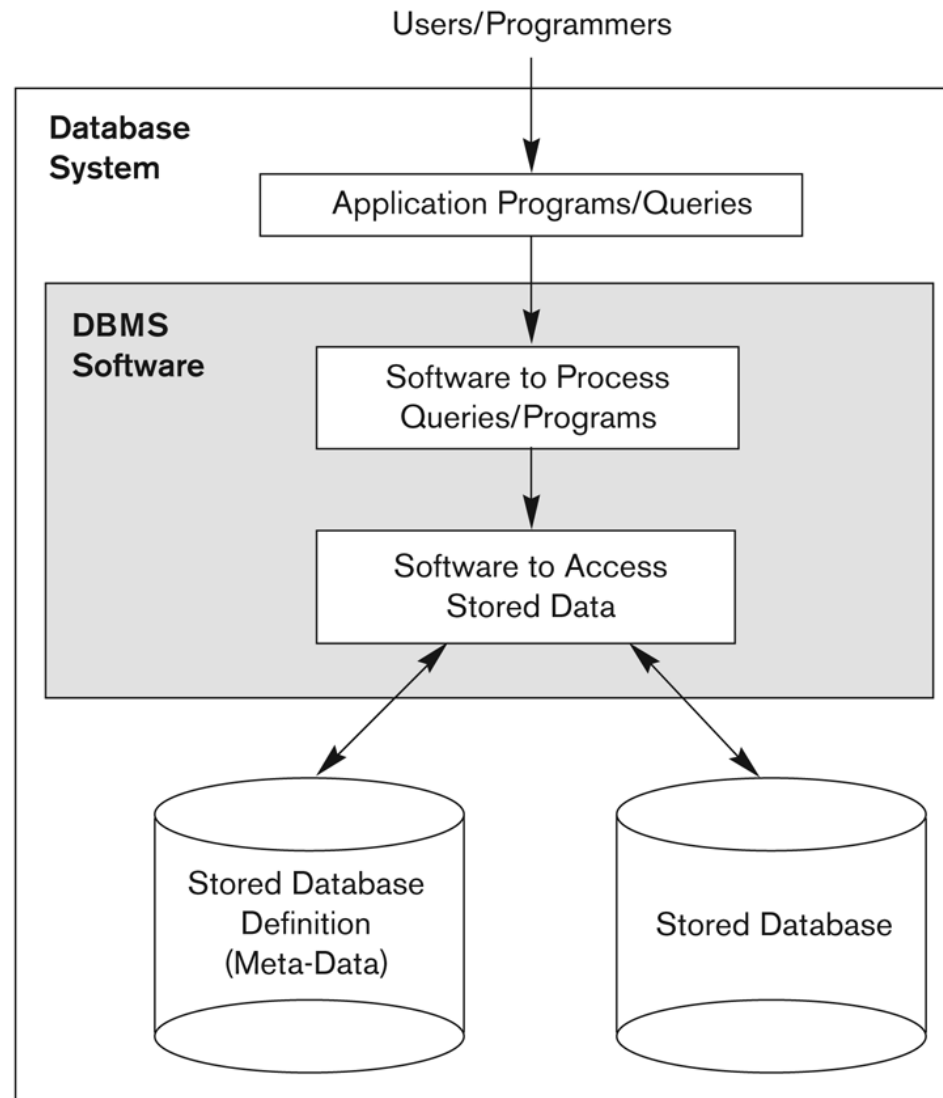 Users/Programmers
Database
System
Application Programs/Queries
DBMS
Software
Software to Process
Queries/Programs
Software to Access
Stored Data
Stored Database
Definition
(Meta-Data)
Stored Database